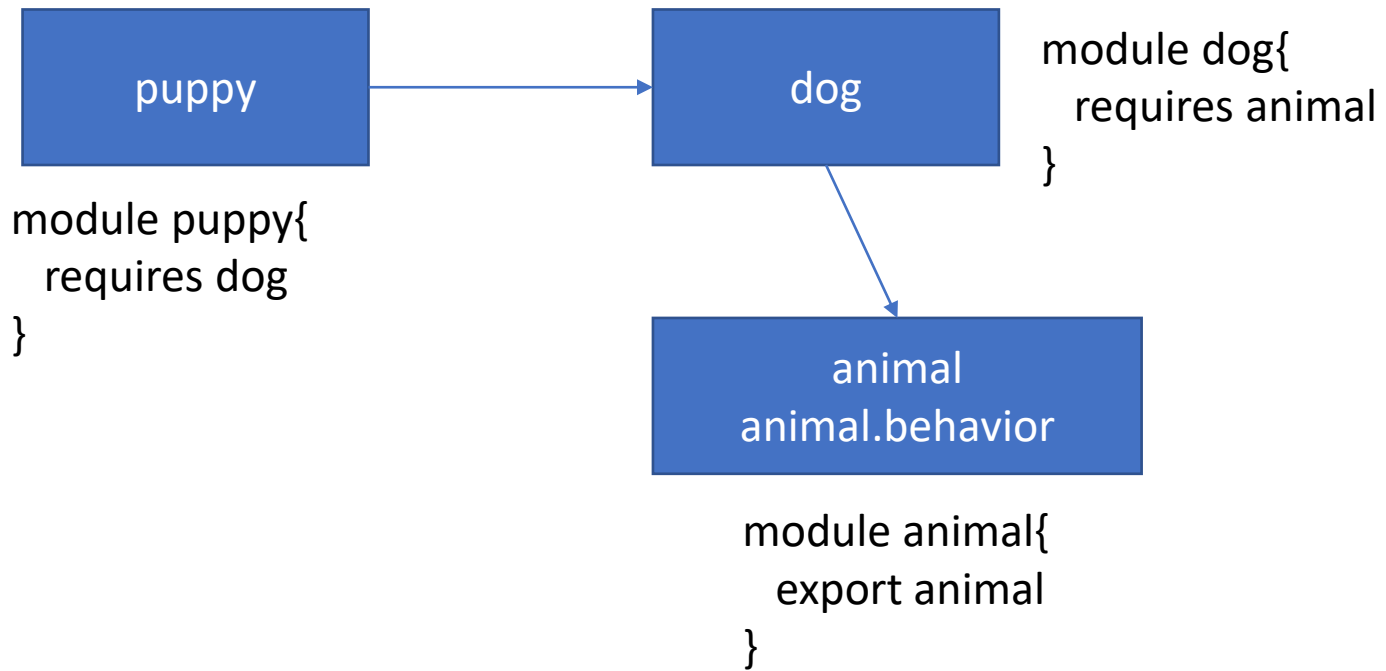 puppy
dog
module dog{
requires animal
}
module puppy{
requires dog
}
animal
animal.behavior
module animal{
export animal
}